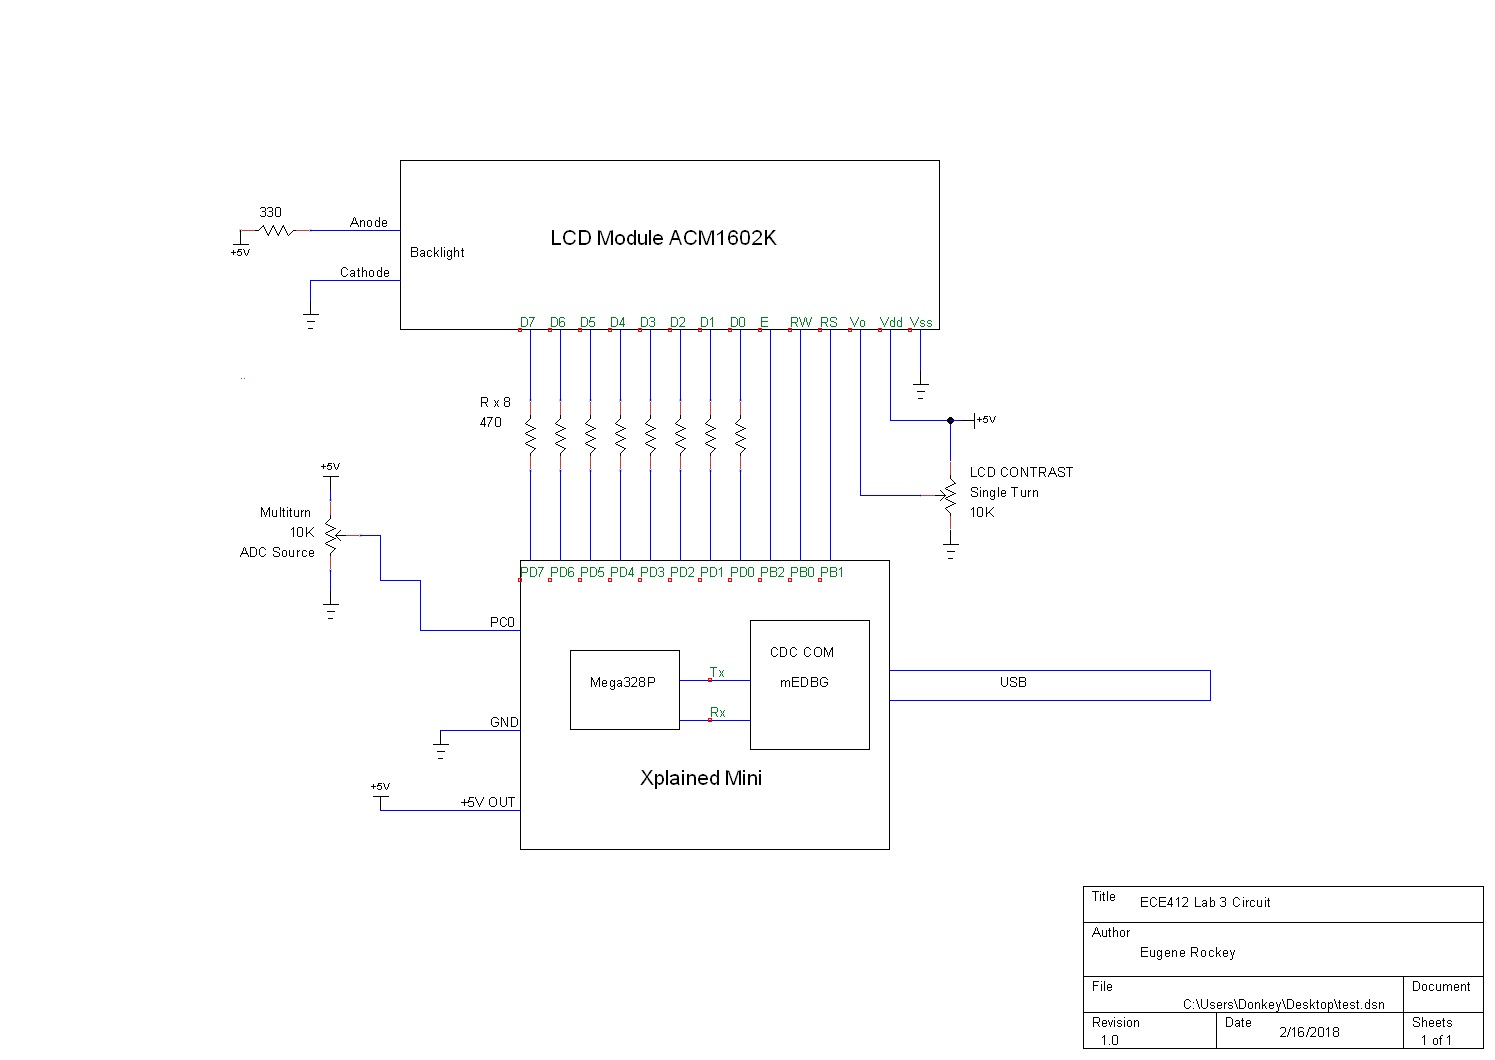 330
Anode
+5V
LCD Module ACM1602K
Backlight
Cathode
D7 D6 D5 D4 D3 D2 D1 D0 E RW RS Vo Vdd Vss
R x 8
470
+5V
+5V
LCD CONTRAST
Single Turn
10K
Multiturn
10K
ADC Source
PD7 PD6 PD5 PD4 PD3 PD2 PD1 PD0 PB2 PB0 PB1
PC0
CDC COM
mEDBG
Mega328P
Tx
Rx
USB
GND
Xplained Mini
+5V
+5V OUT
Title
ECE412 Lab 3 Circuit
Author
Eugene Rockey
File
C:\Users\Donkey\Desktop\test.dsn
Document
Revision
1.0
Date
2/16/2018
Sheets
1 of 1